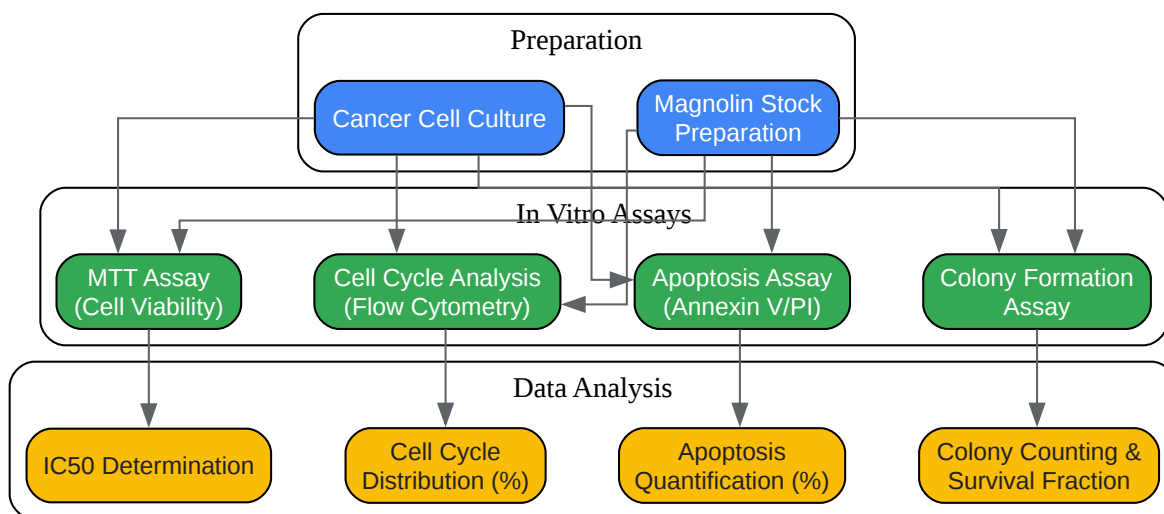 Preparation
Cancer Cell Culture
Magnolin Stock
Preparation
In Vitro Assays
MTT Assay
(Cell Viability)
Cell Cycle Analysis
(Flow Cytometry)
Apoptosis Assay
(Annexin V/PI)
Colony Formation
Assay
Data Analysis
IC50 Determination
Cell Cycle
Distribution (%)
Apoptosis
Quantification (%)
Colony Counting &
Survival Fraction